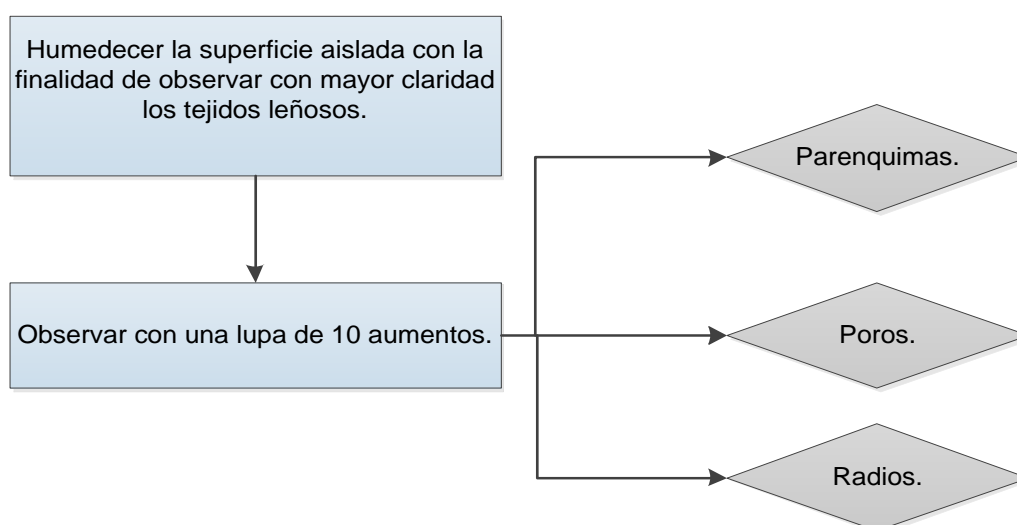 Humedecer la superficie aislada con la
finalidad de observar con mayor claridad
los tejidos leñosos.
Parenquimas.
Observar con una lupa de 10 aumentos.
Poros.
Radios.